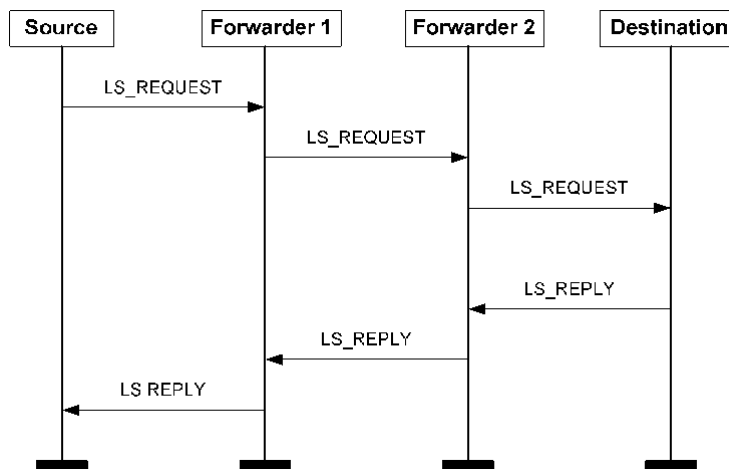 Source
Forwarder 1
Forwarder 2
Destination
LS_REQUEST
LS_REQUEST
LS_REQUEST
LS_REPLY
LS_REPLY
LS REPLY